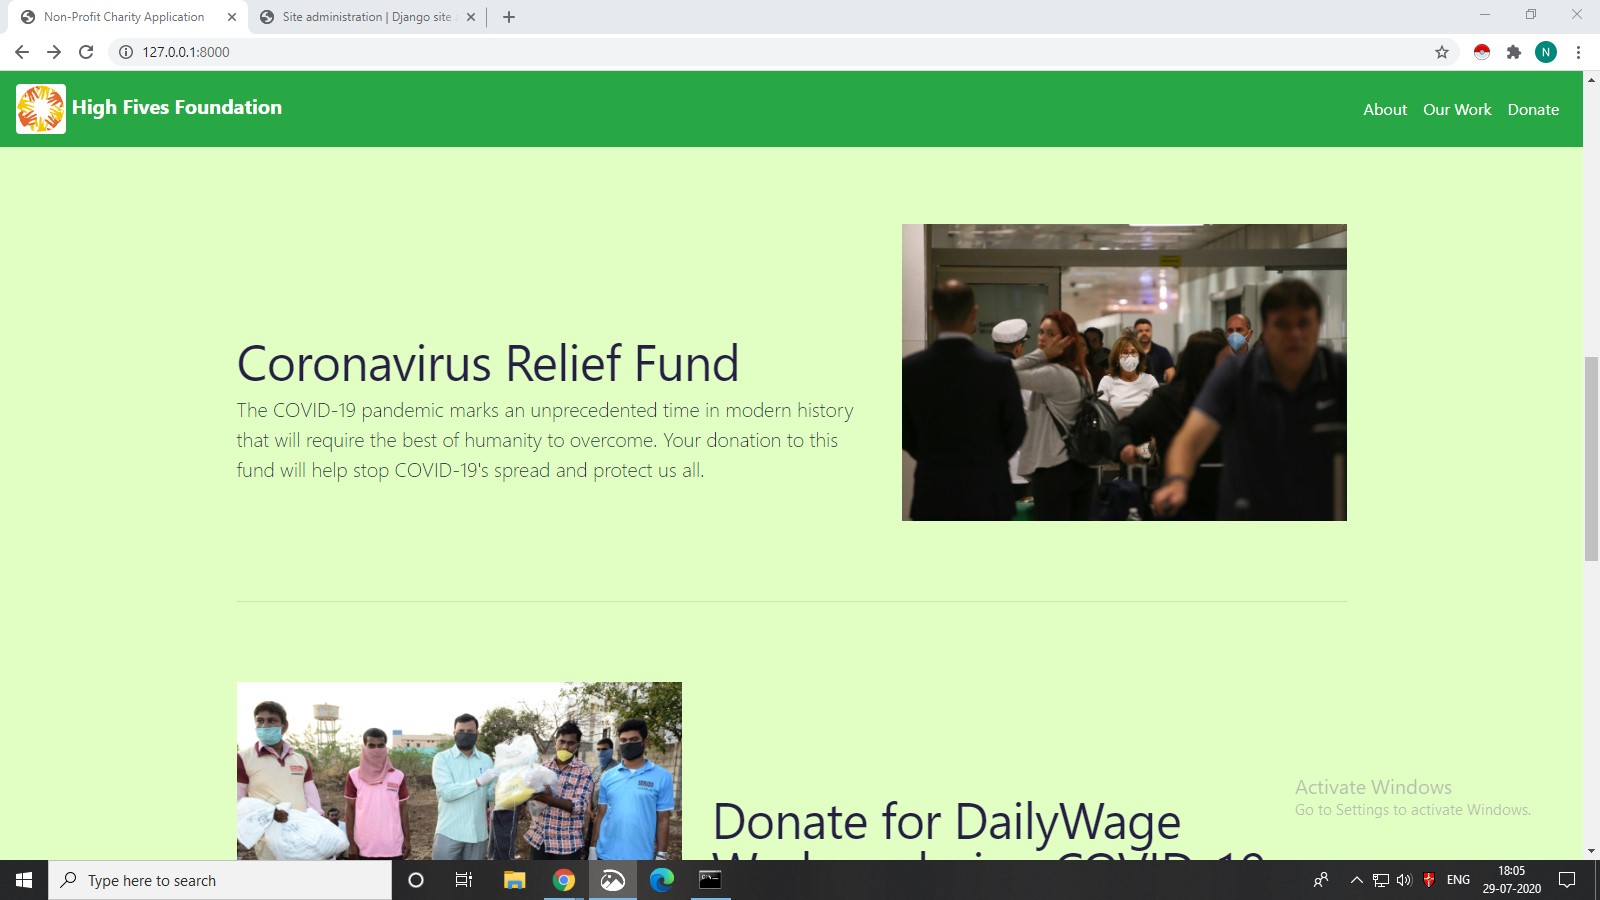 Non-Profit Charity Application
Site administration | Django site
127.0.0.1:8000
N
High Fives Foundation
About
Our Work
Donate
Coronavirus Relief Fund
The COVID-19 pandemic marks an unprecedented time in modern history
that will require the best of humanity to overcome. Your donation to this
fund will help stop COVID-19's spread and protect us all.
Donate for DailyWage
Activate Windows
Go to Settings to activate Windows.
Type here to search
ENG
18:05
29-07-2020